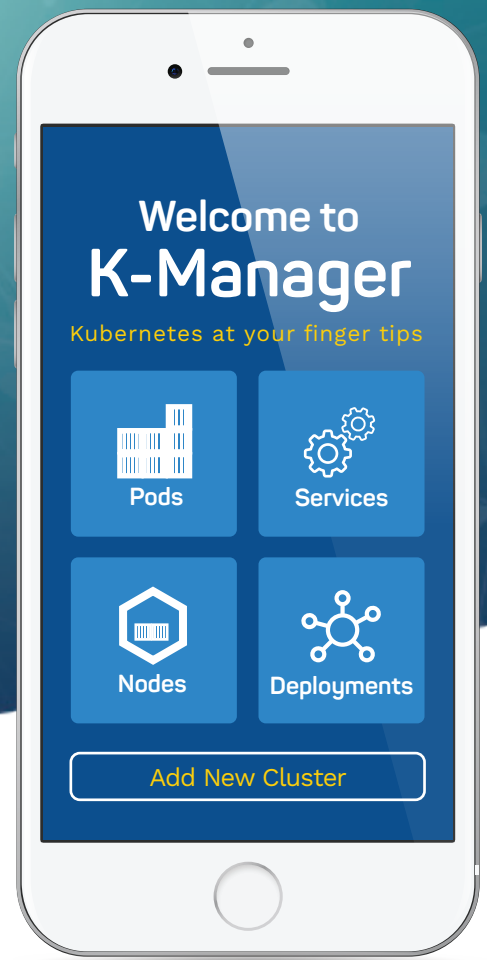 Welcome to
K-Manager
Kubernetes at your finger tips
Pods
Services
Nodes
Deployments
Add New Cluster